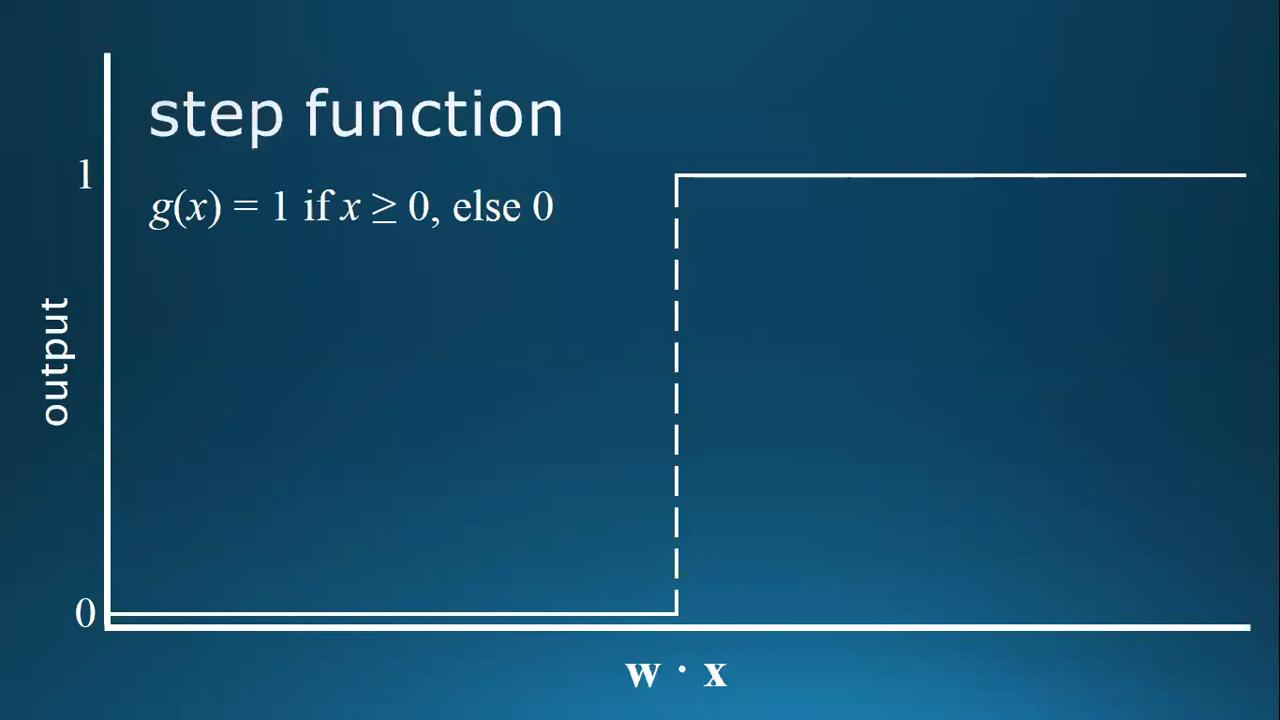 step function
1
g(x) = 1 if x ≥ 0, else 0
output
0
w · x